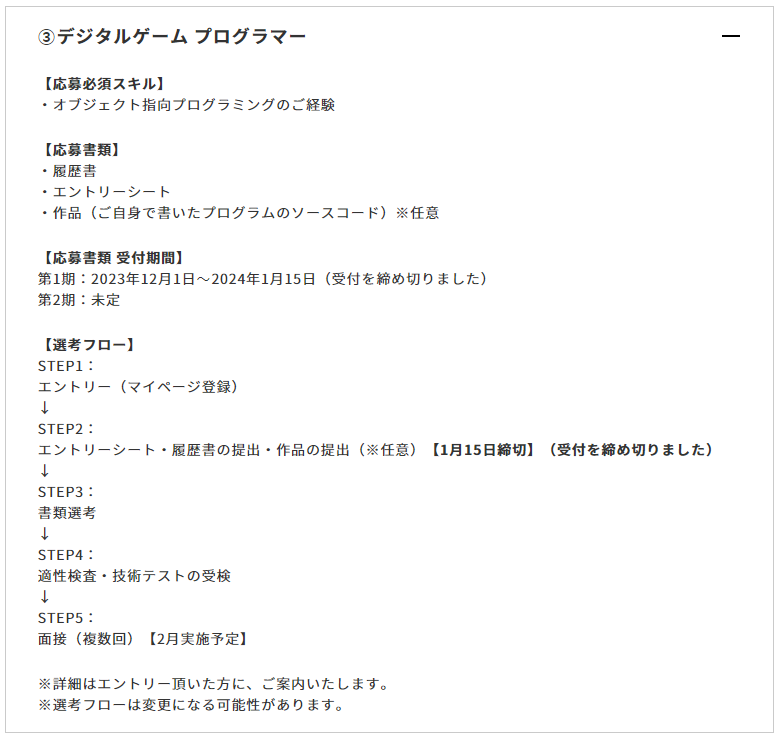 ③デジタルゲーム プログラマー
【応募必須スキル】
・オブジェクト指向プログラミングのご経験
【応募書類】
・履歴書
・エントリーシート
・作品（ご自身で書いたプログラムのソースコード）※任意
【応募書類 受付期間】
第1期：2023年12月1日～2024年1月15日（受付を締め切りました）
第2期：未定
【選考フロー】
STEP1：
エントリー（マイページ登録）
↓
STEP2：
エントリーシート・履歴書の提出・作品の提出（※任意）【1月15日締切】（受付を締め切りました）
↓
STEP3：
書類選考
↓
STEP4：
適性検査・技術テストの受検
↓
STEP5：
面接（複数回）【2月実施予定】
※詳細はエントリー頂いた方に、ご案内いたします。
※選考フローは変更になる可能性があります。